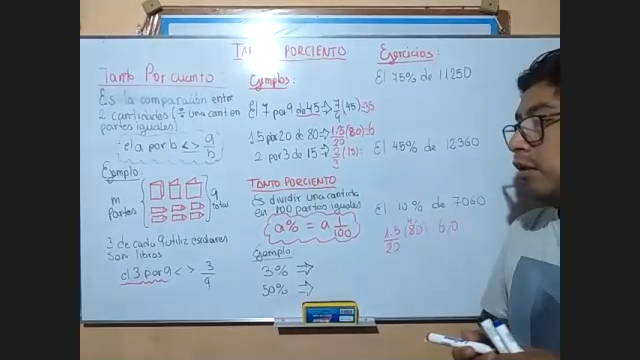 TANTO PORCIENTO
Tanto Por cuanto
Es la comparación entre
2 cantidades (÷ una cant en
partes iguales)
el a por b <> a/b
Ejemplo
m
Partes
9
total
3 de cada 9 utiles escolares
son libros
el 3 por 9 <> 3/9
Ejemplos
El 7 por 9 de 45 → 7/9 (45) = 35
1.5 por 20 de 80 → 1.5/20 (80) = 6
2 por 3 de 15 → (15) =
TANTO PORCIENTO
Es dividir una cantida
en 100 partes iguales
a% = a 1/100
Ejemplo
3% ⇒
50% ⇒
Ejercicios:
El 75% de 11250
El 45% de 12360
El 10% de 7060
1.5/20 (80) 6,0